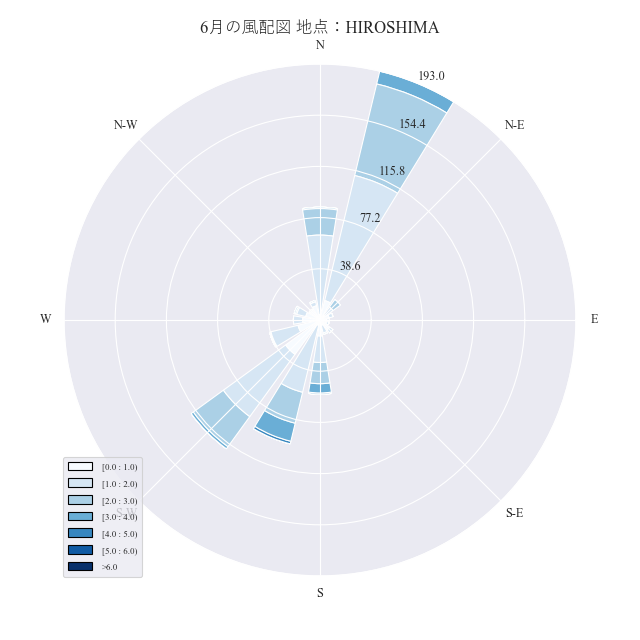 6月の風配図 地点：HIROSHIMA
N
N-W
N-E
193.0
154.4
115.8
77.2
38.6
W
E
S-W
S-E
S
[0.0 : 1.0)
[1.0 : 2.0)
[2.0 : 3.0)
[3.0 : 4.0)
[4.0 : 5.0)
[5.0 : 6.0)
>6.0